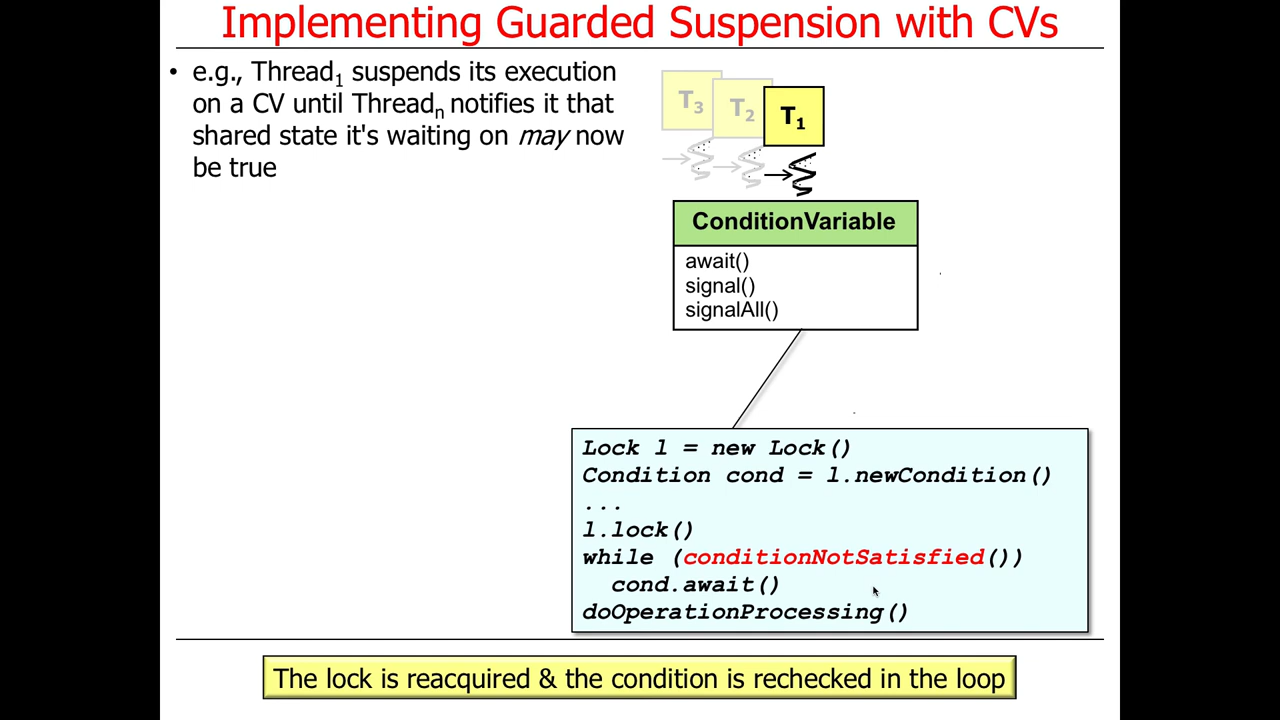 Implementing Guarded Suspension with CVs
• e.g., Thread1 suspends its execution
on a CV until Threadn notifies it that
shared state it's waiting on may now
be true
T3 T2 T1
ConditionVariable
await()
signal()
signalAll()
Lock l = new Lock()
Condition cond = l.newCondition()
...
l.lock()
while (conditionNotSatisfied())
cond.await()
doOperationProcessing()
The lock is reacquired & the condition is rechecked in the loop